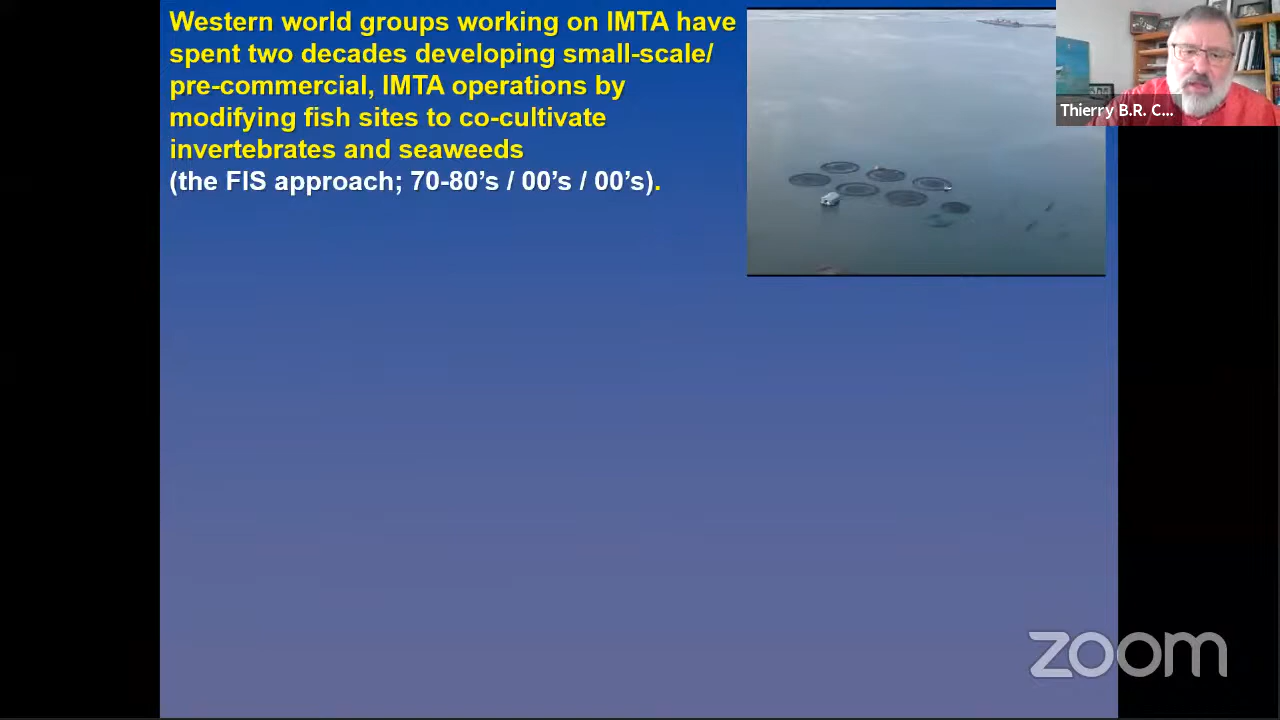 Western world groups working on IMTA have
spent two decades developing small-scale/
pre-commercial, IMTA operations by
modifying fish sites to co-cultivate
invertebrates and seaweeds
(the FIS approach; 70-80’s / 00’s / 00’s).
Thierry B.R. C...
zoom